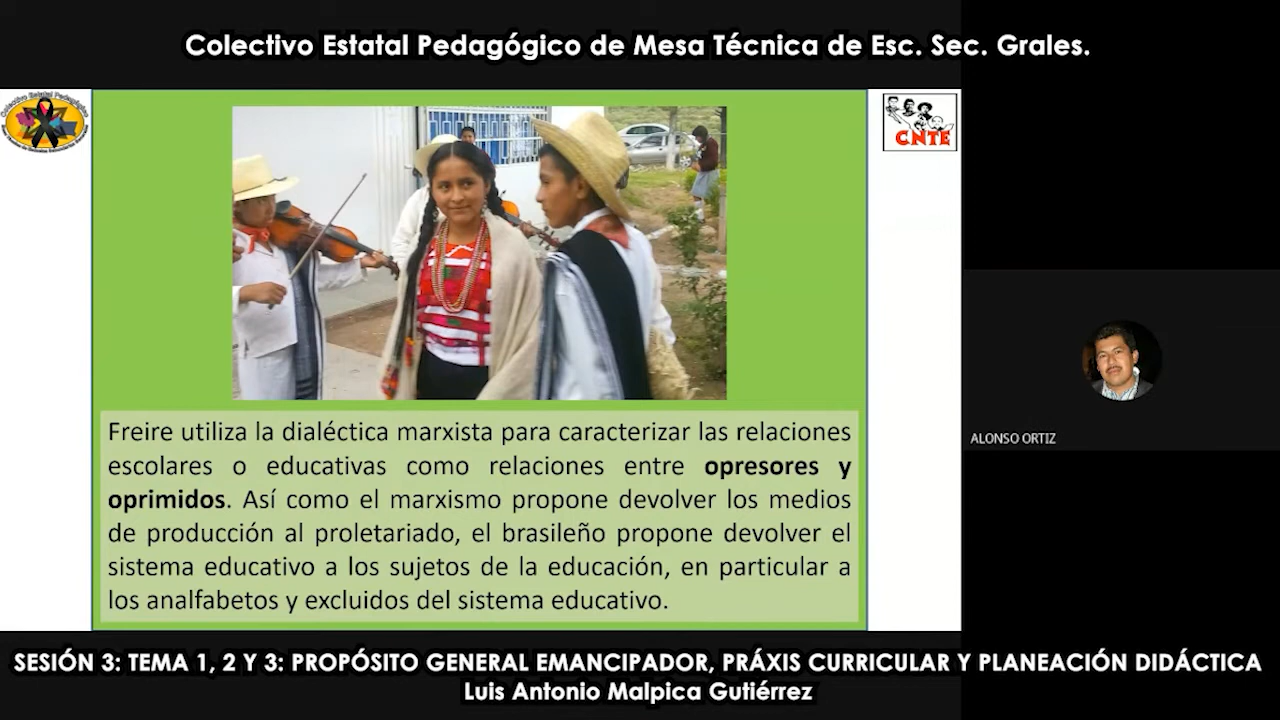 Colectivo Estatal Pedagógico de Mesa Técnica de Esc. Sec. Grales.
CNTE
Freire utiliza la dialéctica marxista para caracterizar las relaciones
escolares o educativas como relaciones entre opresores y
oprimidos. Así como el marxismo propone devolver los medios
de producción al proletariado, el brasileño propone devolver el
sistema educativo a los sujetos de la educación, en particular a
los analfabetos y excluidos del sistema educativo.
ALONSO ORTIZ
SESIÓN 3: TEMA 1, 2 Y 3: PROPÓSITO GENERAL EMANCIPADOR, PRÁXIS CURRICULAR Y PLANEACIÓN DIDÁCTICA
Luis Antonio Malpica Gutiérrez